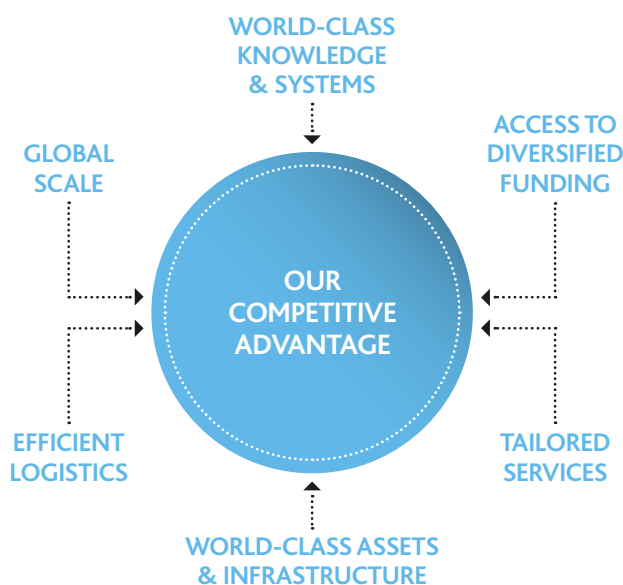 WORLD-CLASS
KNOWLEDGE
& SYSTEMS
GLOBAL
SCALE
ACCESS TO
DIVERSIFIED
FUNDING
OUR
COMPETITIVE
ADVANTAGE
EFFICIENT
LOGISTICS
TAILORED
SERVICES
WORLD-CLASS ASSETS
& INFRASTRUCTURE